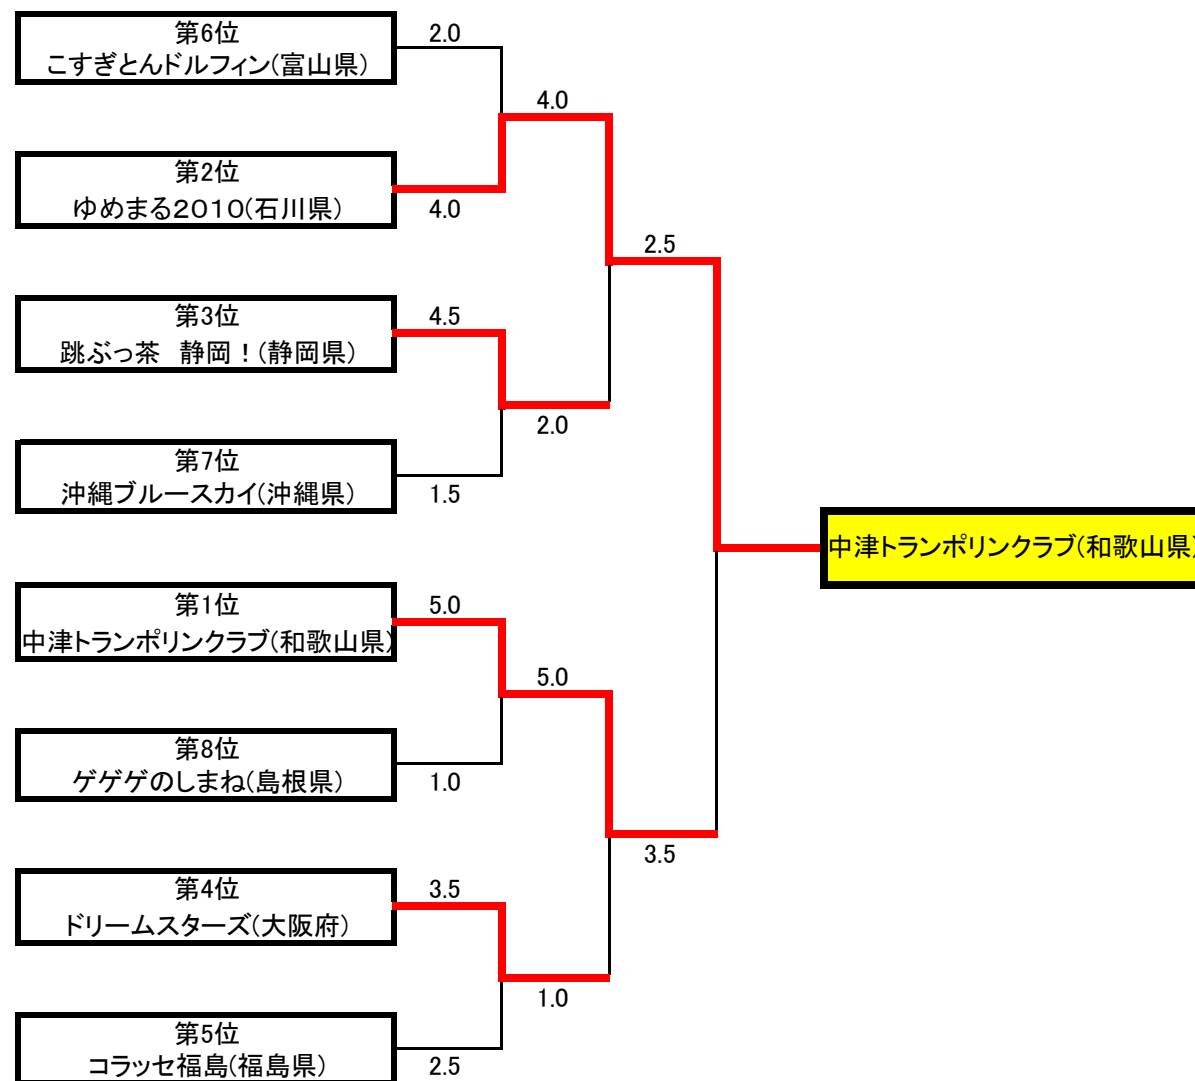 第6位
こすぎとんドルフィン(富山県)
2.0
4.0
第2位
ゆめまる2010(石川県)
4.0
2.5
第3位
跳ぶっ茶　静岡！(静岡県)
4.5
2.0
第7位
沖縄ブルースカイ(沖縄県)
1.5
中津トランポリンクラブ(和歌山県)
第1位
中津トランポリンクラブ(和歌山県)
5.0
5.0
第8位
ゲゲゲのしまね(島根県)
1.0
3.5
第4位
ドリームスターズ(大阪府)
3.5
1.0
第5位
コラッセ福島(福島県)
2.5